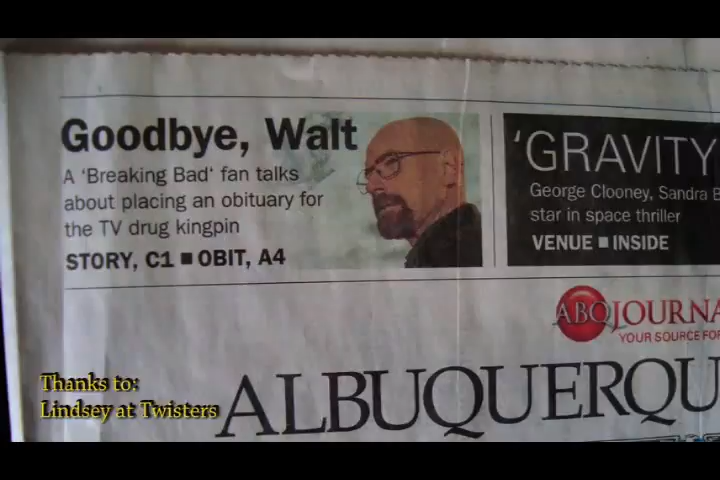 Goodbye, Walt
A 'Breaking Bad' fan talks
about placing an obituary for
the TV drug kingpin
STORY, C1 ■ OBIT, A4
'GRAVITY
George Clooney, Sandra B
star in space thriller
VENUE ■ INSIDE
ABQJOURNA
YOUR SOURCE FOR
ALBUQUERQU
Thanks to:
Lindsey at Twisters